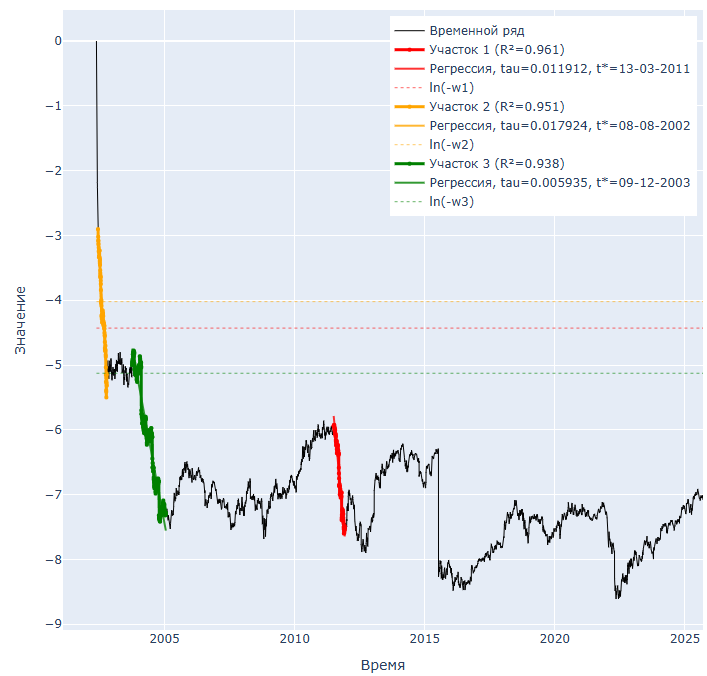 Временной ряд
Участок 1 (R²=0.961)
Регрессия, tau=0.011912, t*=13-03-2011
ln(-w1)
Участок 2 (R²=0.951)
Регрессия, tau=0.017924, t*=08-08-2002
ln(-w2)
Участок 3 (R²=0.938)
Регрессия, tau=0.005935, t*=09-12-2003
ln(-w3)
0
−1
−2
−3
−4
−5
−6
−7
−8
−9
Значение
2005 2010 2015 2020 2025
Время